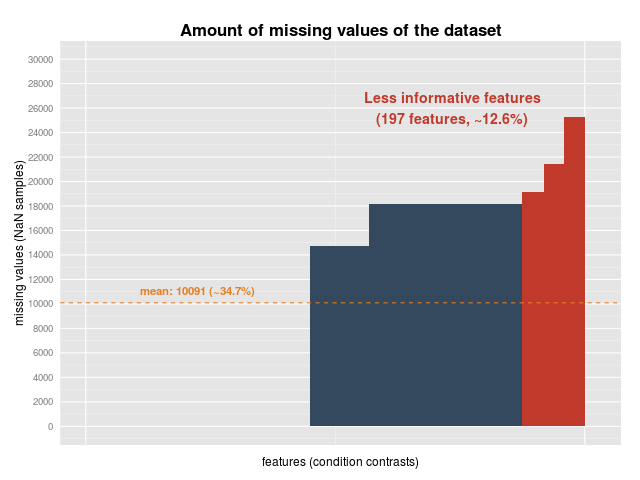 Amount of missing values of the dataset
30000
28000
26000
24000
22000
20000
18000
16000
14000
12000
10000
8000
6000
4000
2000
0
missing values (NaN samples)
Less informative features
(197 features, ~12.6%)
mean: 10091 (~34.7%)
features (condition contrasts)